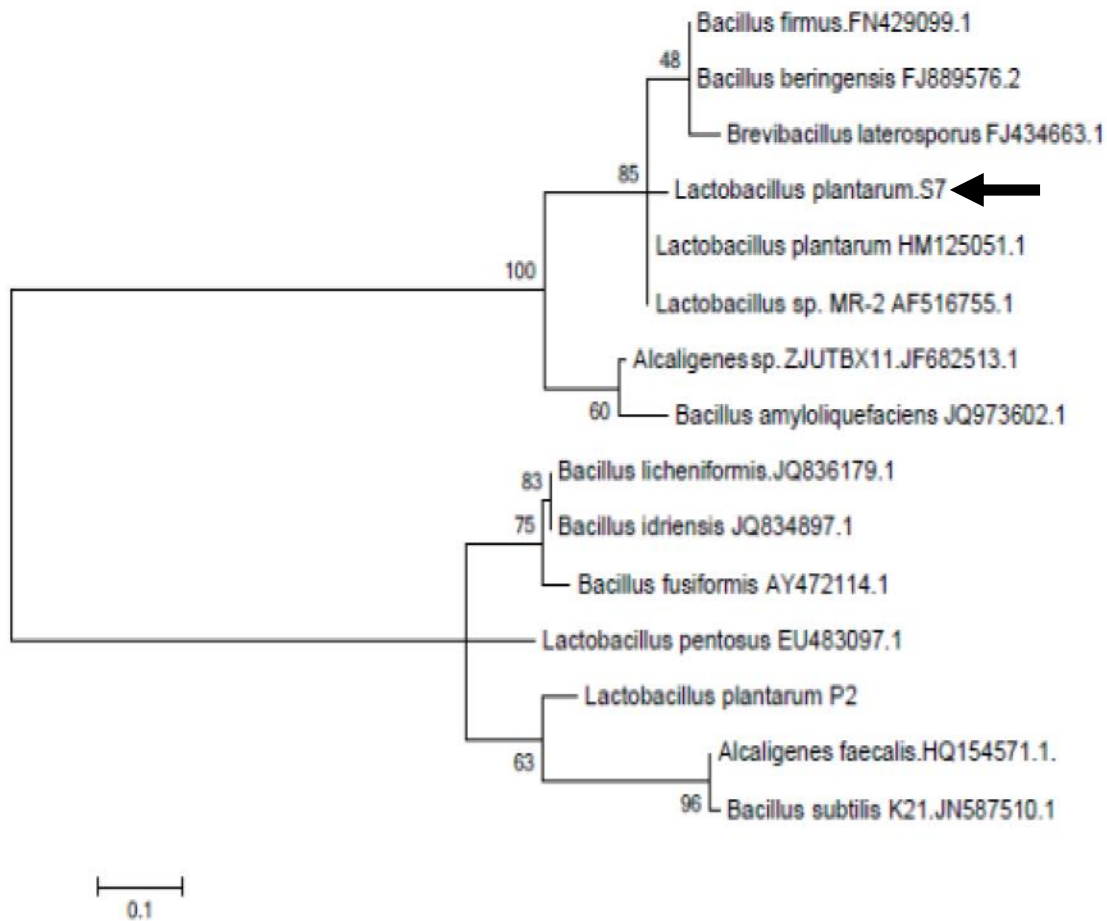 Bacillus firmus.FN429099.1
48
Bacillus beringensis FJ889576.2
Brevibacillus laterosporus FJ434663.1
85
Lactobacillus plantarum.S7
Lactobacillus plantarum HM125051.1
100
Lactobacillus sp. MR-2 AF516755.1
Alcaligenes sp. ZJUTBX11.JF682513.1
60
Bacillus amyloliquefaciens JQ973602.1
Bacillus licheniformis.JQ836179.1
83
75
Bacillus idriensis JQ834897.1
Bacillus fusiformis AY472114.1
Lactobacillus pentosus EU483097.1
Lactobacillus plantarum P2
63
Alcaligenes faecalis.HQ154571.1.
96
Bacillus subtilis K21.JN587510.1
0.1